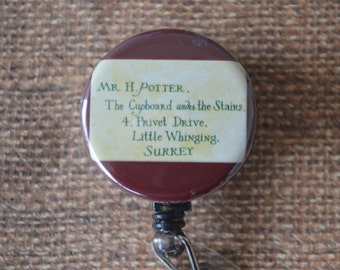 MR. H. POTTER,
The Cupboard under the Stairs,
4, Privet Drive,
Little Whinging,
SURREY